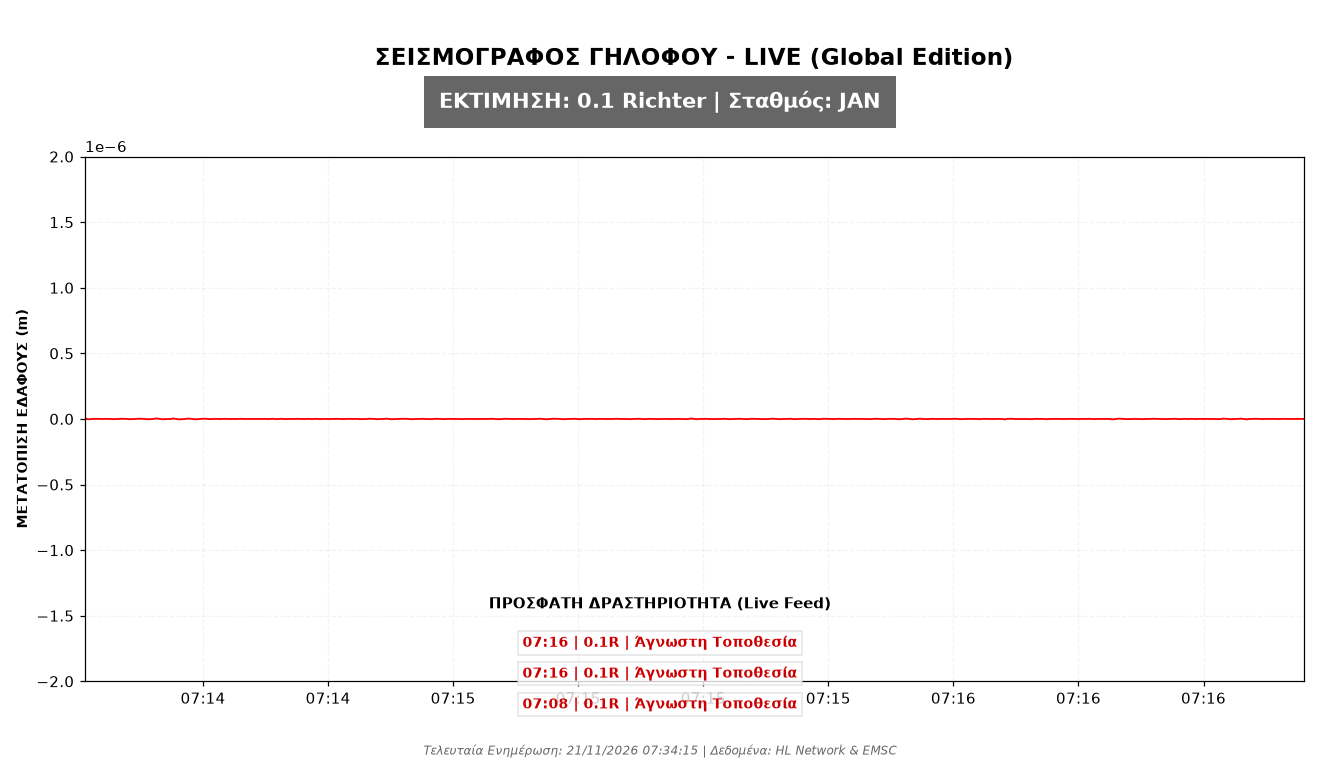 ΣΕΙΣΜΟΓΡΑΦΟΣ ΓΗΛΟΦΟΥ - LIVE (Global Edition)
ΕΚΤΙΜΗΣΗ: 0.1 Richter | Σταθμός: JAN
1e−6
2.0
1.5
1.0
0.5
0.0
−0.5
−1.0
−1.5
−2.0
ΜΕΤΑΤΟΠΙΣΗ ΕΔΑΦΟΥΣ (m)
ΠΡΟΣΦΑΤΗ ΔΡΑΣΤΗΡΙΟΤΗΤΑ (Live Feed)
07:16 | 0.1R | Άγνωστη Τοποθεσία
07:16 | 0.1R | Άγνωστη Τοποθεσία
07:08 | 0.1R | Άγνωστη Τοποθεσία
07:14 07:14 07:15 07:15 07:15 07:15 07:16 07:16 07:16
Τελευταία Ενημέρωση: 21/11/2026 07:34:15 | Δεδομένα: HL Network & EMSC